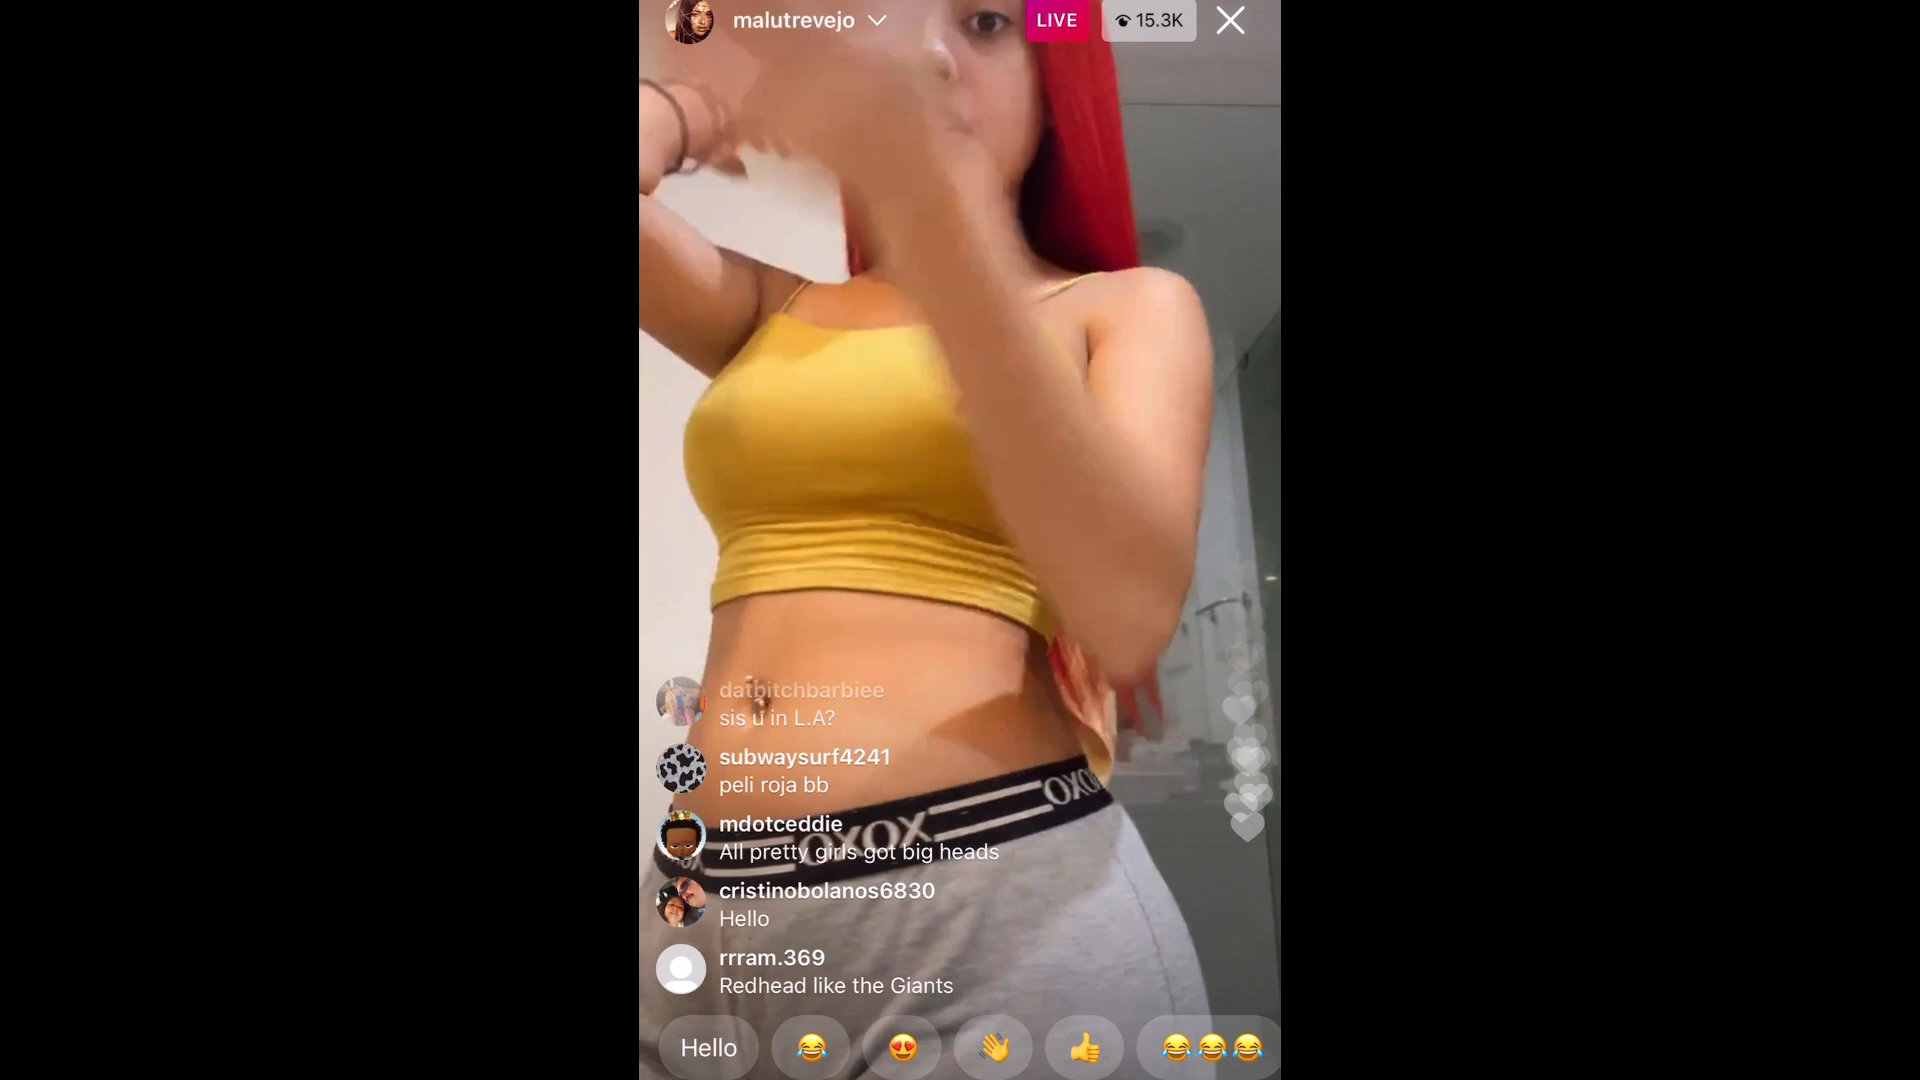 malutrevejo
LIVE
15.3K
datbitchbarbiee
sis u in L.A?
subwaysurf4241
peli roja bb
mdotceddie
All pretty girls got big heads
cristinobolanos6830
Hello
rrram.369
Redhead like the Giants
OXOX
OXO
Hello